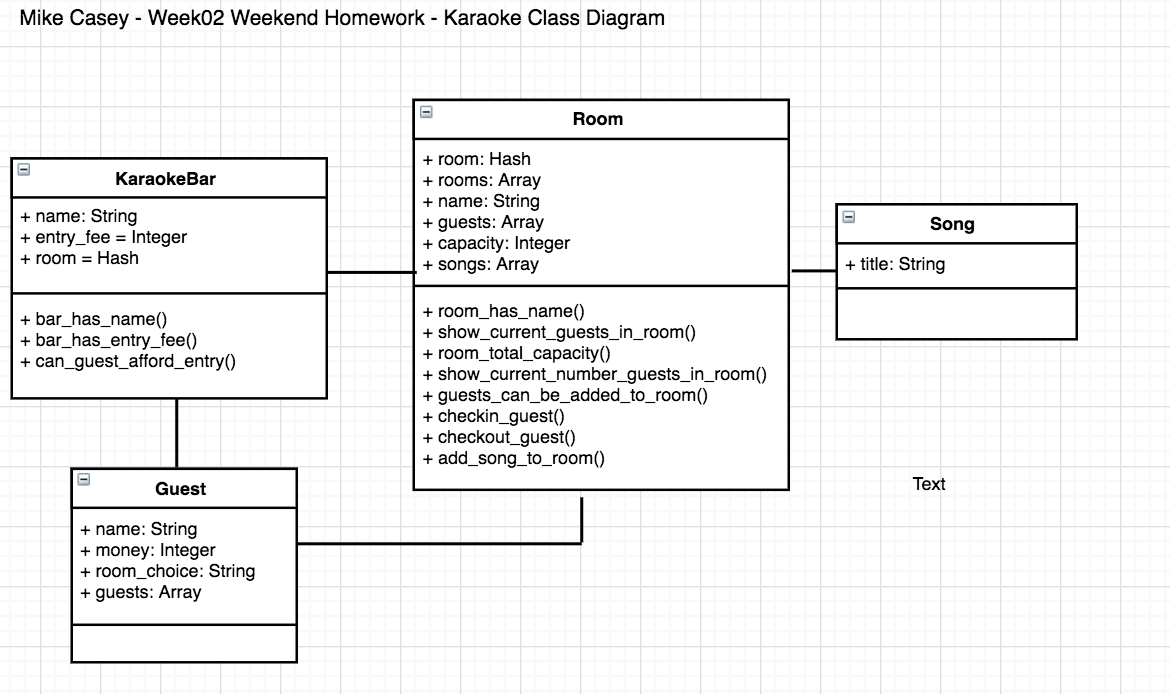 Mike Casey - Week02 Weekend Homework - Karaoke Class Diagram
KaraokeBar
+ name: String
+ entry_fee = Integer
+ room = Hash
+ bar_has_name()
+ bar_has_entry_fee()
+ can_guest_afford_entry()
Room
+ room: Hash
+ rooms: Array
+ name: String
+ guests: Array
+ capacity: Integer
+ songs: Array
+ room_has_name()
+ show_current_guests_in_room()
+ room_total_capacity()
+ show_current_number_guests_in_room()
+ guests_can_be_added_to_room()
+ checkin_guest()
+ checkout_guest()
+ add_song_to_room()
Song
+ title: String
Guest
+ name: String
+ money: Integer
+ room_choice: String
+ guests: Array
Text